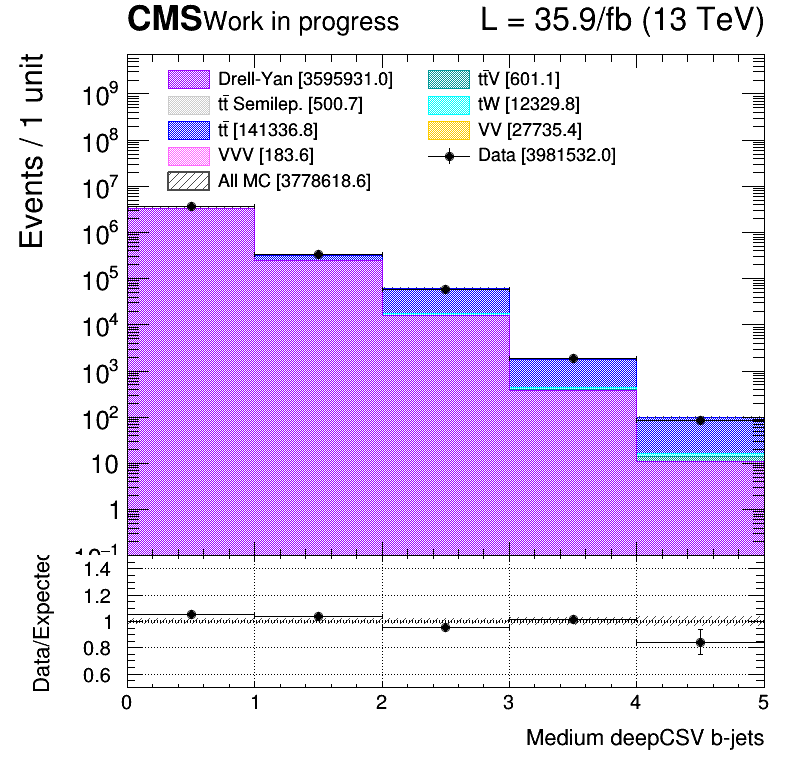 CMS Work in progress L = 35.9/fb (13 TeV)
Events / 1 unit
Drell-Yan [3595931.0] tt̄V [601.1]
tt̄ Semilep. [500.7] tW [12329.8]
tt̄ [141336.8] VV [27735.4]
VVV [183.6] Data [3981532.0]
All MC [3778618.6]
10⁹
10⁸
10⁷
10⁶
10⁵
10⁴
10³
10²
10
1
10⁻¹
Data/Expected
1.4
1.2
1
0.8
0.6
0 1 2 3 4 5
Medium deepCSV b-jets